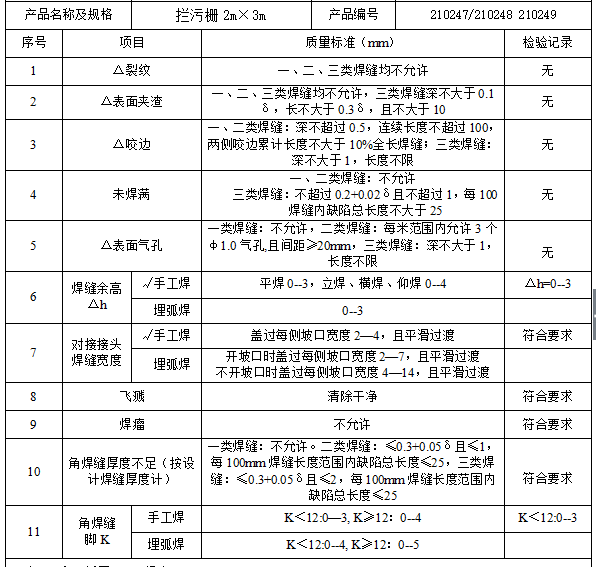 产品名称及规格 拦污栅 2m×3m 产品编号 210247/210248 210249
序号 项目 质量标准（mm） 检验记录
1 △裂纹 一、二、三类焊缝均不允许 无
2 △表面夹渣 一、二、三类焊缝均不允许，三类焊缝深不大于 0.1
δ，长不大于 0.3δ，且不大于 10 无
3 △咬边 一、二类焊缝：深不超过 0.5，连续长度不超过 100，
两侧咬边累计长度不大于 10%全长焊缝；三类焊缝：
深不大于 1，长度不限 无
4 未焊满 一、二类焊缝：不允许
三类焊缝：不超过 0.2+0.02δ且不超过 1，每 100
焊缝内缺陷总长度不大于 25 无
5 △表面气孔 一类焊缝：不允许，二类焊缝：每米范围内允许 3 个
φ1.0 气孔,且间距≥20mm，三类焊缝：深不大于 1，
长度不限 无
6 焊缝余高
△h √手工焊 平焊 0--3，立焊、横焊、仰焊 0--4 △h=0--3
埋弧焊 0--3
7 对接接头
焊缝宽度 √手工焊 盖过每侧坡口宽度 2—4，且平滑过渡 符合要求
埋弧焊 开坡口时盖过每侧坡口宽度 2—7，且平滑过渡
不开坡口时盖过每侧坡口宽度 4—14，且平滑过渡
8 飞溅 清除干净 符合要求
9 焊瘤 不允许 符合要求
10 角焊缝厚度不足（按设
计焊缝厚度计） 一类焊缝：不允许。二类焊缝：≤0.3+0.05δ且≤1，
每 100mm 焊缝长度范围内缺陷总长度≤25，三类焊
缝：≤0.3+0.05δ且≤2，每 100mm 焊缝长度范围内
缺陷总长度≤25 符合要求
11 角焊缝
脚 K 手工焊 K＜12:0—3, K≥12：0--4 K＜12:0--3
埋弧焊 K＜12:0--4, K≥12：0--5